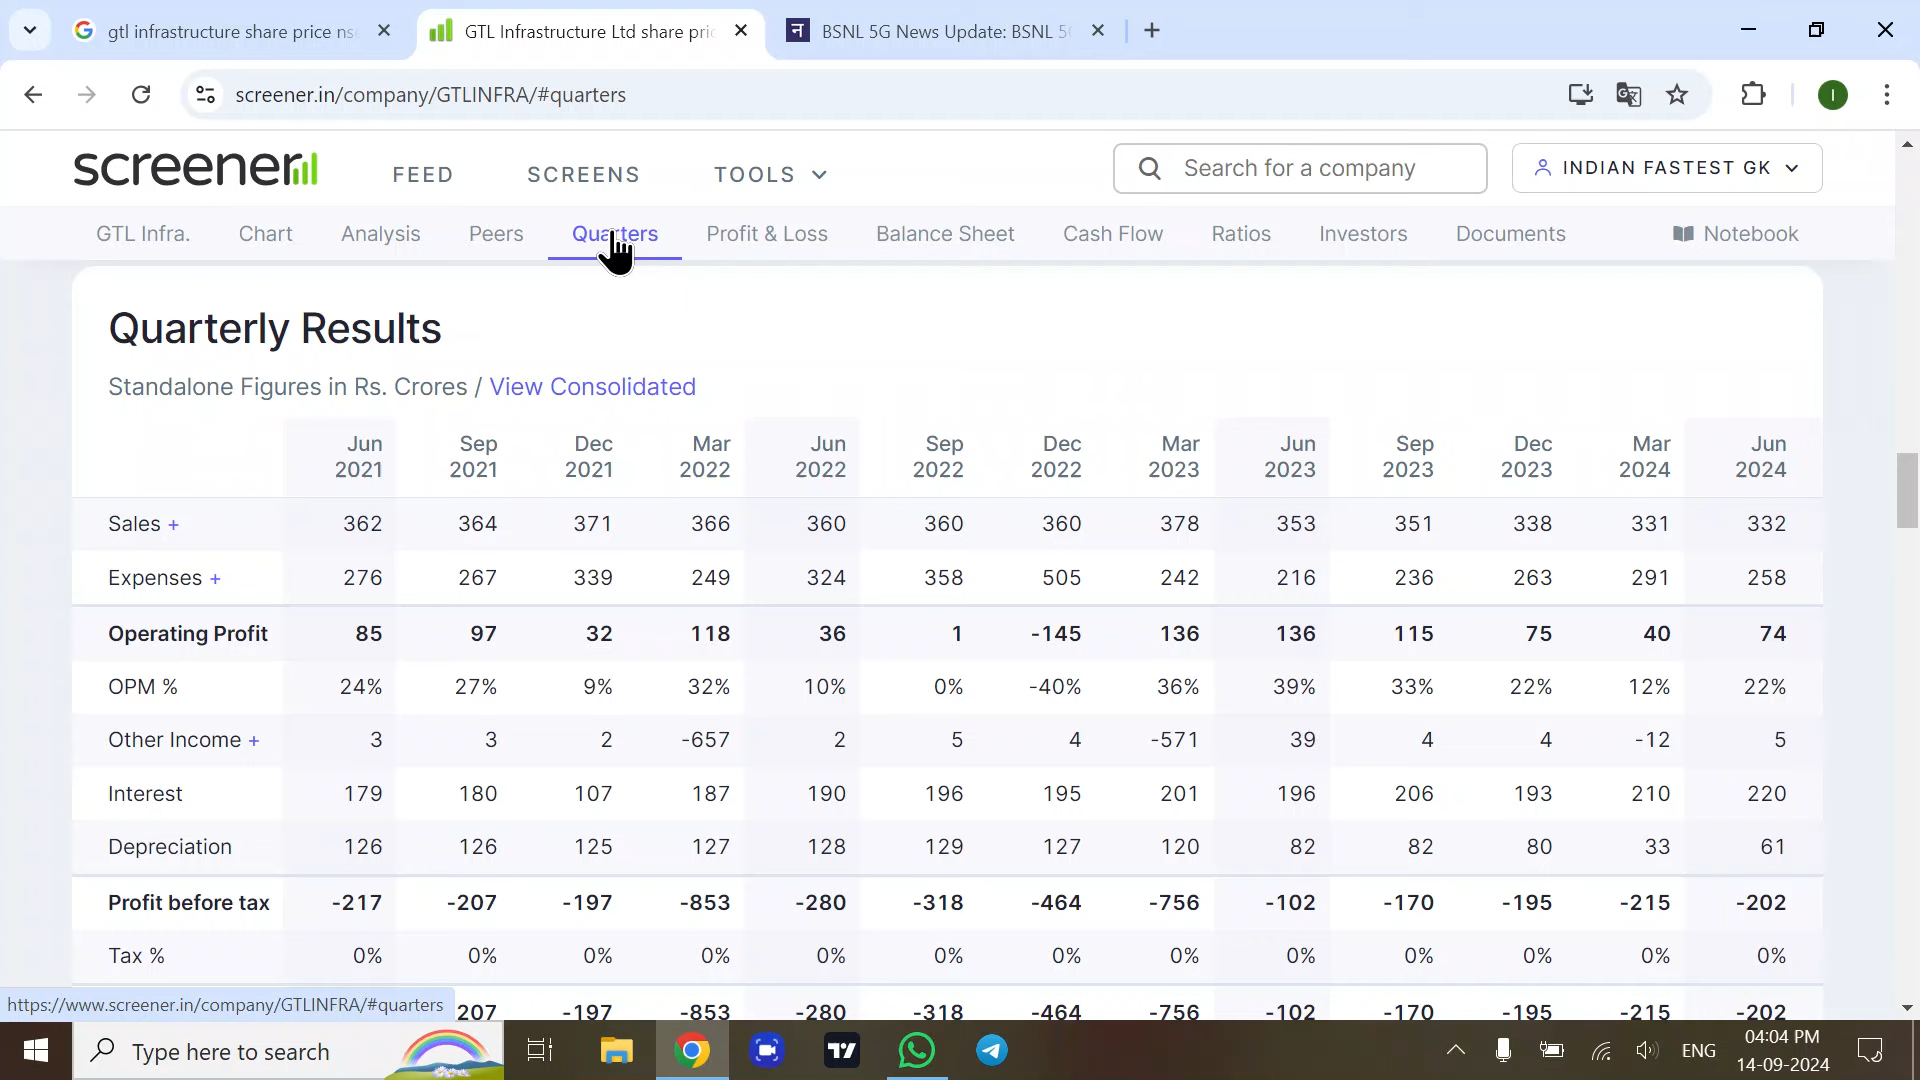 gtl infrastructure share price nse
GTL Infrastructure Ltd share pric
BSNL 5G News Update: BSNL 5G
screener.in/company/GTLINFRA/#quarters
I
screener
FEED SCREENS TOOLS
Search for a company
INDIAN FASTEST GK
GTL Infra. Chart Analysis Peers Quarters Profit & Loss Balance Sheet Cash Flow Ratios Investors Documents Notebook
Quarterly Results
Standalone Figures in Rs. Crores / View Consolidated
Jun 2021 Sep 2021 Dec 2021 Mar 2022 Jun 2022 Sep 2022 Dec 2022 Mar 2023 Jun 2023 Sep 2023 Dec 2023 Mar 2024 Jun 2024
Sales + 362 364 371 366 360 360 360 378 353 351 338 331 332
Expenses + 276 267 339 249 324 358 505 242 216 236 263 291 258
Operating Profit 85 97 32 118 36 1 -145 136 136 115 75 40 74
OPM % 24% 27% 9% 32% 10% 0% -40% 36% 39% 33% 22% 12% 22%
Other Income + 3 3 2 -657 2 5 4 -571 39 4 4 -12 5
Interest 179 180 107 187 190 196 195 201 196 206 193 210 220
Depreciation 126 126 125 127 128 129 127 120 82 82 80 33 61
Profit before tax -217 -207 -197 -853 -280 -318 -464 -756 -102 -170 -195 -215 -202
Tax % 0% 0% 0% 0% 0% 0% 0% 0% 0% 0% 0% 0% 0%
207 -197 -853 -280 -318 -464 -756 -102 -170 -195 -215 -202
https://www.screener.in/company/GTLINFRA/#quarters
Type here to search
ENG
04:04 PM
14-09-2024